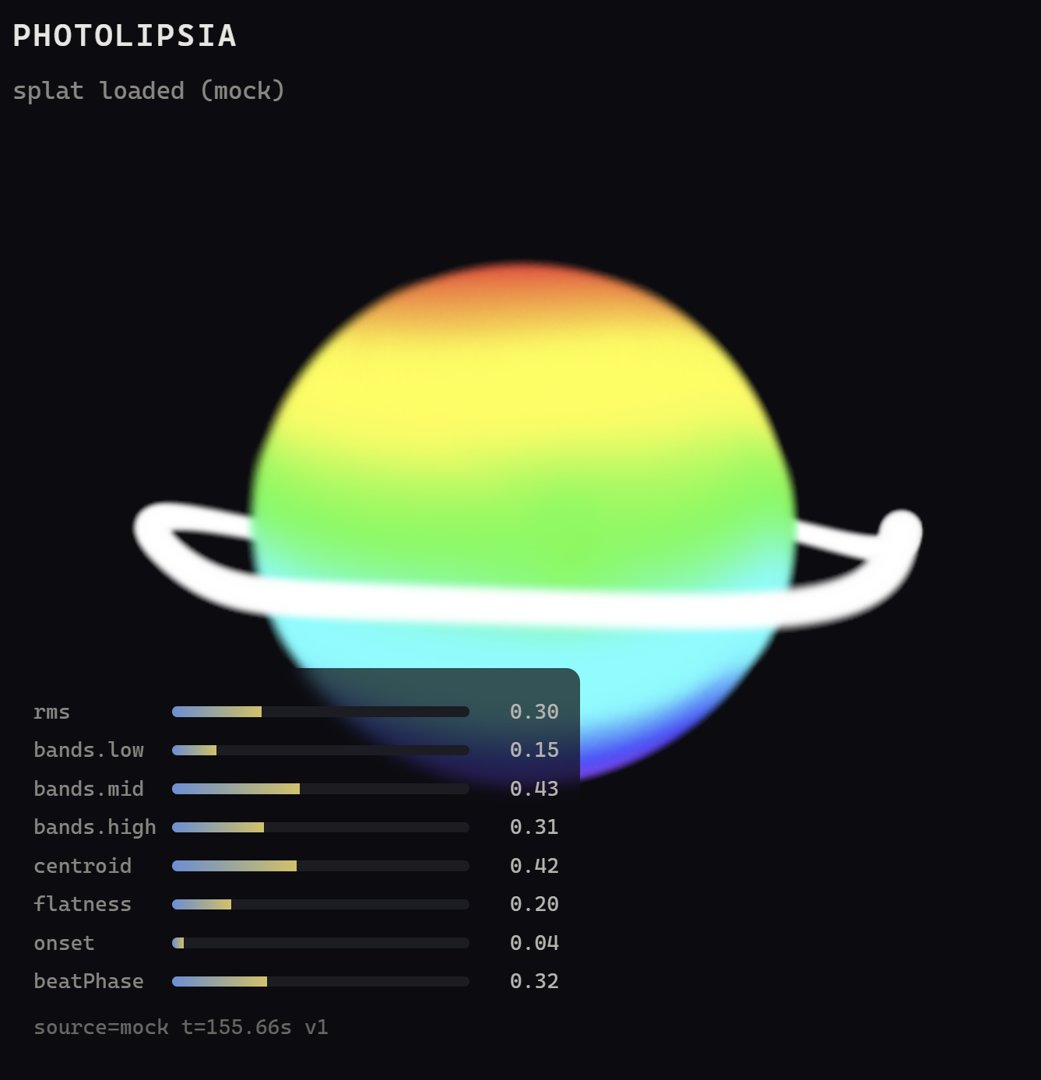 PHOTOLIPSIA
splat loaded (mock)
rms 0.30
bands.low 0.15
bands.mid 0.43
bands.high 0.31
centroid 0.42
flatness 0.20
onset 0.04
beatPhase 0.32
source=mock t=155.66s v1